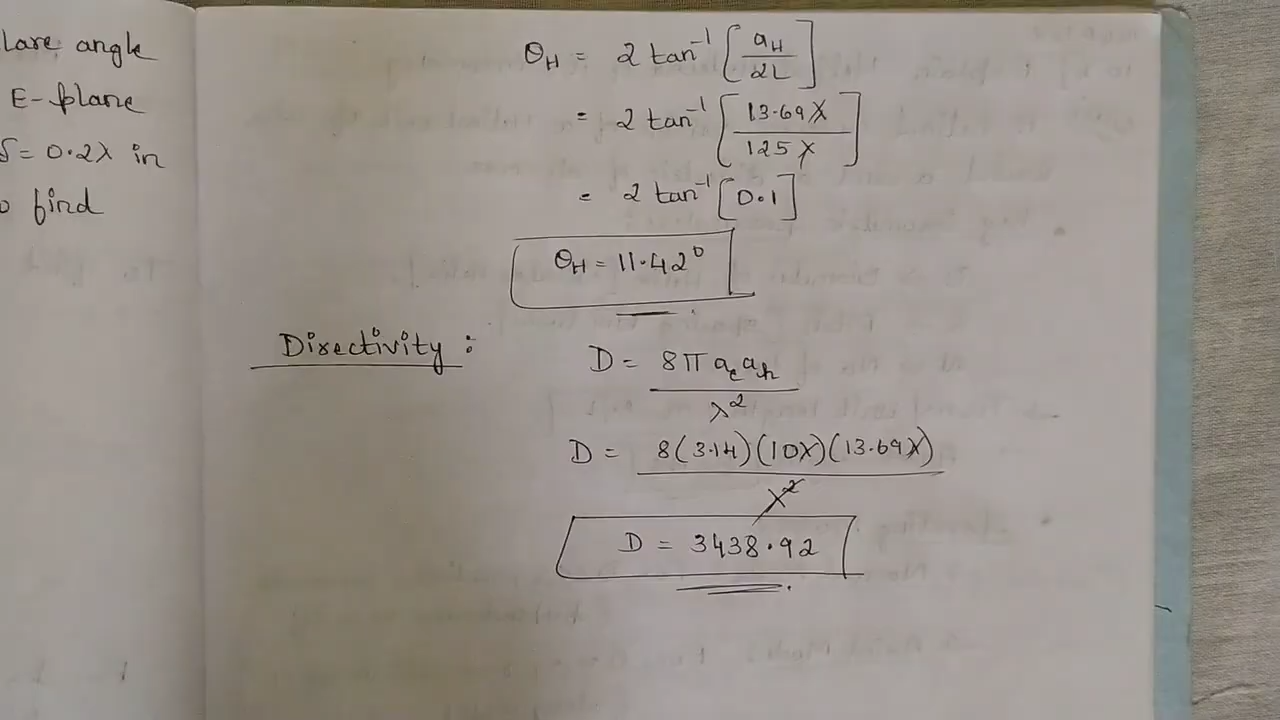 lare angle
E-plane
δ = 0.2λ in
o find
θH = 2 tan⁻¹ [aH / 2L]
= 2 tan⁻¹ [13.69λ / 125λ]
= 2 tan⁻¹ [0.1]
θH = 11.42°
Directivity :
D = 8π aE ah / λ²
D = 8(3.14)(10λ)(13.69λ) / λ²
D = 3438.92